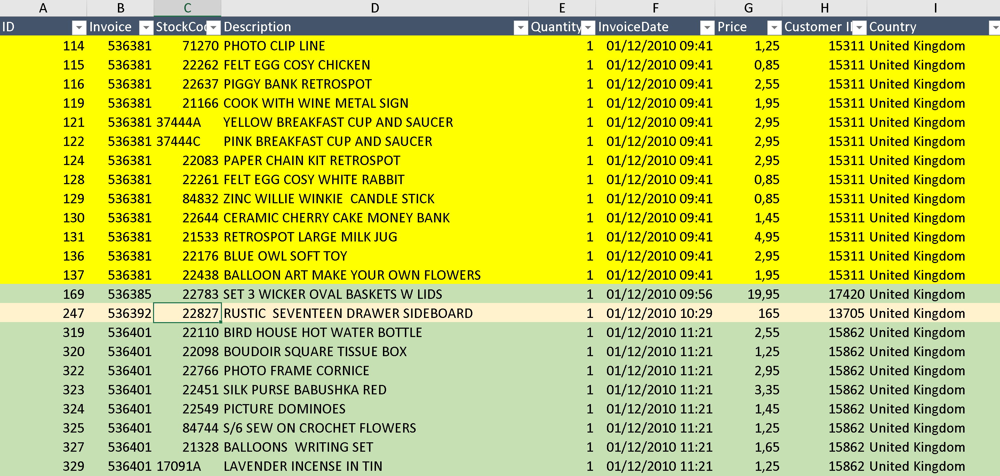 A B C D E F G H I
ID Invoice StockCod Description Quantity InvoiceDate Price Customer I Country
114 536381 71270 PHOTO CLIP LINE 1 01/12/2010 09:41 1,25 15311 United Kingdom
115 536381 22262 FELT EGG COSY CHICKEN 1 01/12/2010 09:41 0,85 15311 United Kingdom
116 536381 22637 PIGGY BANK RETROSPOT 1 01/12/2010 09:41 2,55 15311 United Kingdom
119 536381 21166 COOK WITH WINE METAL SIGN 1 01/12/2010 09:41 1,95 15311 United Kingdom
121 536381 37444A YELLOW BREAKFAST CUP AND SAUCER 1 01/12/2010 09:41 2,95 15311 United Kingdom
122 536381 37444C PINK BREAKFAST CUP AND SAUCER 1 01/12/2010 09:41 2,95 15311 United Kingdom
124 536381 22083 PAPER CHAIN KIT RETROSPOT 1 01/12/2010 09:41 2,95 15311 United Kingdom
128 536381 22261 FELT EGG COSY WHITE RABBIT 1 01/12/2010 09:41 0,85 15311 United Kingdom
129 536381 84832 ZINC WILLIE WINKIE  CANDLE STICK 1 01/12/2010 09:41 0,85 15311 United Kingdom
130 536381 22644 CERAMIC CHERRY CAKE MONEY BANK 1 01/12/2010 09:41 1,45 15311 United Kingdom
131 536381 21533 RETROSPOT LARGE MILK JUG 1 01/12/2010 09:41 4,95 15311 United Kingdom
136 536381 22176 BLUE OWL SOFT TOY 1 01/12/2010 09:41 2,95 15311 United Kingdom
137 536381 22438 BALLOON ART MAKE YOUR OWN FLOWERS 1 01/12/2010 09:41 1,95 15311 United Kingdom
169 536385 22783 SET 3 WICKER OVAL BASKETS W LIDS 1 01/12/2010 09:56 19,95 17420 United Kingdom
247 536392 22827 RUSTIC  SEVENTEEN DRAWER SIDEBOARD 1 01/12/2010 10:29 165 13705 United Kingdom
319 536401 22110 BIRD HOUSE HOT WATER BOTTLE 1 01/12/2010 11:21 2,55 15862 United Kingdom
320 536401 22098 BOUDOIR SQUARE TISSUE BOX 1 01/12/2010 11:21 1,25 15862 United Kingdom
322 536401 22766 PHOTO FRAME CORNICE 1 01/12/2010 11:21 2,95 15862 United Kingdom
323 536401 22451 SILK PURSE BABUSHKA RED 1 01/12/2010 11:21 3,35 15862 United Kingdom
324 536401 22549 PICTURE DOMINOES 1 01/12/2010 11:21 1,45 15862 United Kingdom
325 536401 84744 S/6 SEW ON CROCHET FLOWERS 1 01/12/2010 11:21 1,25 15862 United Kingdom
327 536401 21328 BALLOONS  WRITING SET 1 01/12/2010 11:21 1,65 15862 United Kingdom
329 536401 17091A LAVENDER INCENSE IN TIN 1 01/12/2010 11:21 1,25 15862 United Kingdom